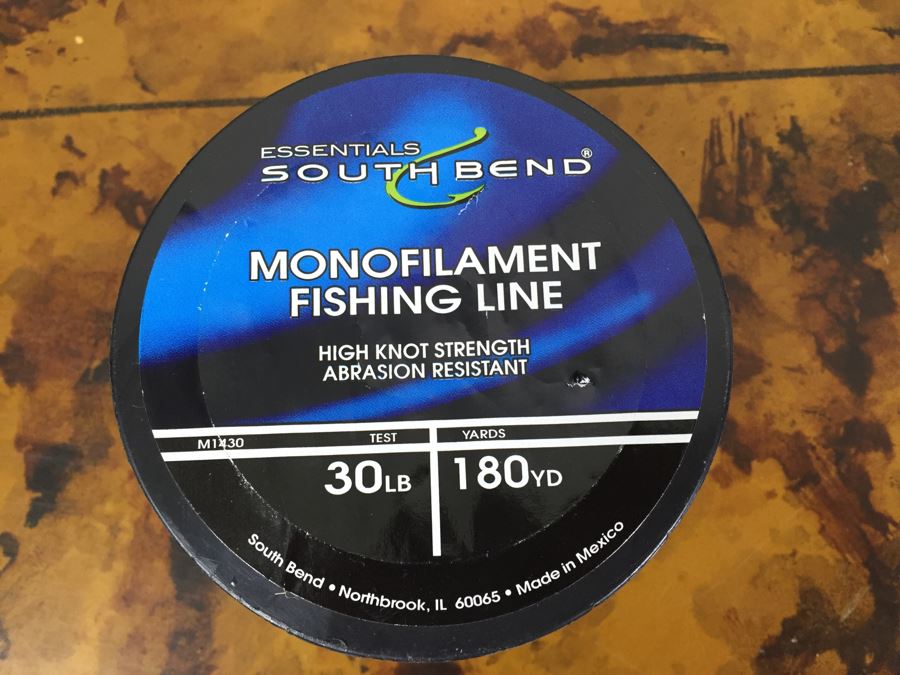 ESSENTIALS
SOUTH BEND®
MONOFILAMENT
FISHING LINE
HIGH KNOT STRENGTH
ABRASION RESISTANT
M1430 TEST YARDS
30LB 180YD
South Bend • Northbrook, IL 60065 • Made in Mexico